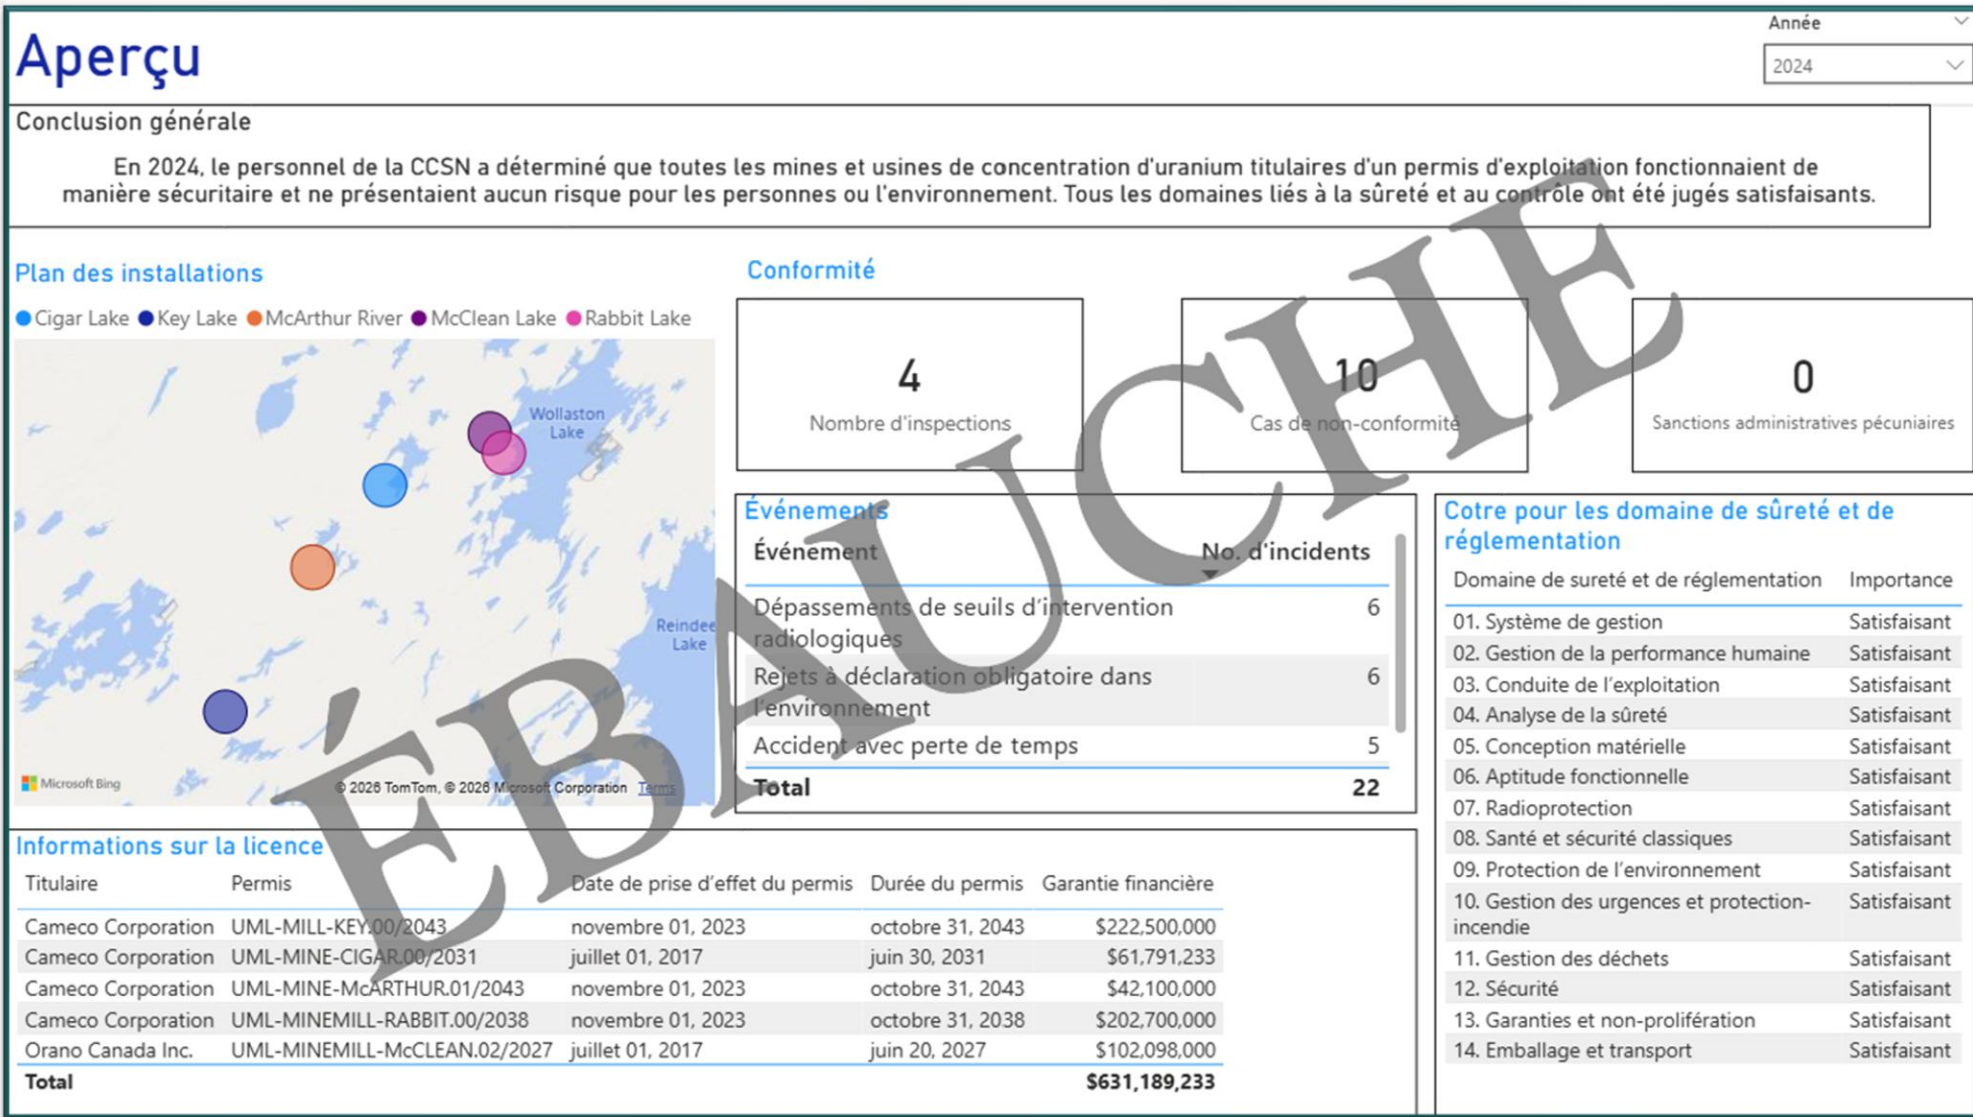 Aperçu
Année
2024
Conclusion générale
En 2024, le personnel de la CCSN a déterminé que toutes les mines et usines de concentration d'uranium titulaires d'un permis d'exploitation fonctionnaient de
manière sécuritaire et ne présentaient aucun risque pour les personnes ou l'environnement. Tous les domaines liés à la sûreté et au contrôle ont été jugés satisfaisants.
Plan des installations
Cigar Lake Key Lake McArthur River McClean Lake Rabbit Lake
Wollaston
Lake
Reindee
Lake
Microsoft Bing
© 2026 TomTom, © 2026 Microsoft Corporation Terms
Conformité
4
Nombre d'inspections
10
Cas de non-conformité
0
Sanctions administratives pécuniaires
Événements
Événement No. d'incidents
Dépassements de seuils d'intervention 6
radiologiques
Rejets à déclaration obligatoire dans 6
l'environnement
Accident avec perte de temps 5
Total 22
Cotre pour les domaine de sûreté et de
réglementation
Domaine de sureté et de réglementation Importance
01. Système de gestion Satisfaisant
02. Gestion de la performance humaine Satisfaisant
03. Conduite de l'exploitation Satisfaisant
04. Analyse de la sûreté Satisfaisant
05. Conception matérielle Satisfaisant
06. Aptitude fonctionnelle Satisfaisant
07. Radioprotection Satisfaisant
08. Santé et sécurité classiques Satisfaisant
09. Protection de l'environnement Satisfaisant
10. Gestion des urgences et protection- Satisfaisant
incendie
11. Gestion des déchets Satisfaisant
12. Sécurité Satisfaisant
13. Garanties et non-prolifération Satisfaisant
14. Emballage et transport Satisfaisant
Informations sur la licence
Titulaire Permis Date de prise d'effet du permis Durée du permis Garantie financière
Cameco Corporation UML-MILL-KEY.00/2043 novembre 01, 2023 octobre 31, 2043 $222,500,000
Cameco Corporation UML-MINE-CIGAR.00/2031 juillet 01, 2017 juin 30, 2031 $61,791,233
Cameco Corporation UML-MINE-McARTHUR.01/2043 novembre 01, 2023 octobre 31, 2043 $42,100,000
Cameco Corporation UML-MINEMILL-RABBIT.00/2038 novembre 01, 2023 octobre 31, 2038 $202,700,000
Orano Canada Inc. UML-MINEMILL-McCLEAN.02/2027 juillet 01, 2017 juin 20, 2027 $102,098,000
Total $631,189,233
ÉBAUCHE